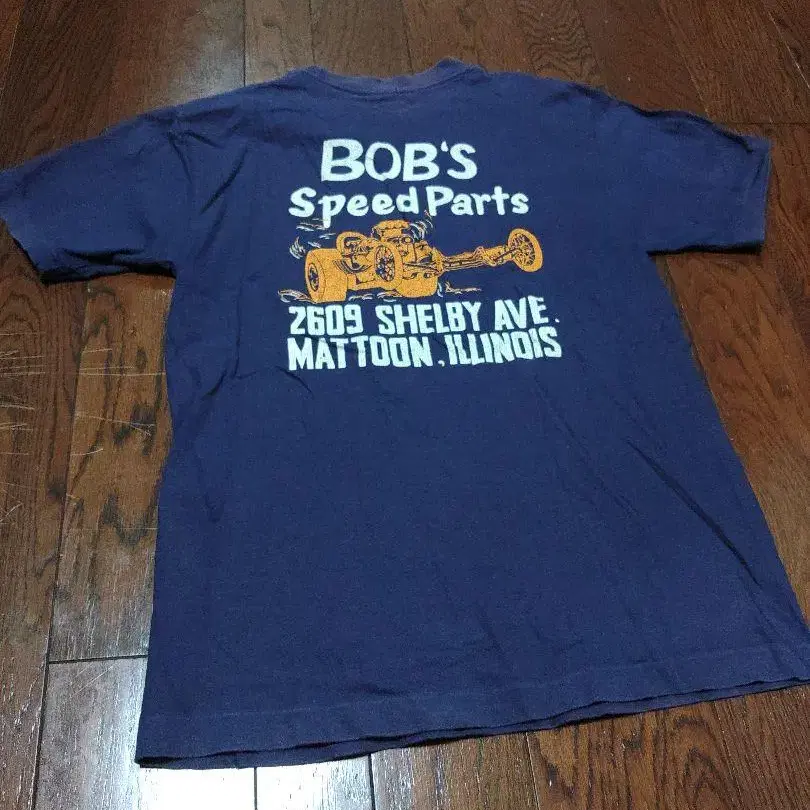 BOB'S
Speed Parts
2609 SHELBY AVE.
MATTOON, ILLINOIS